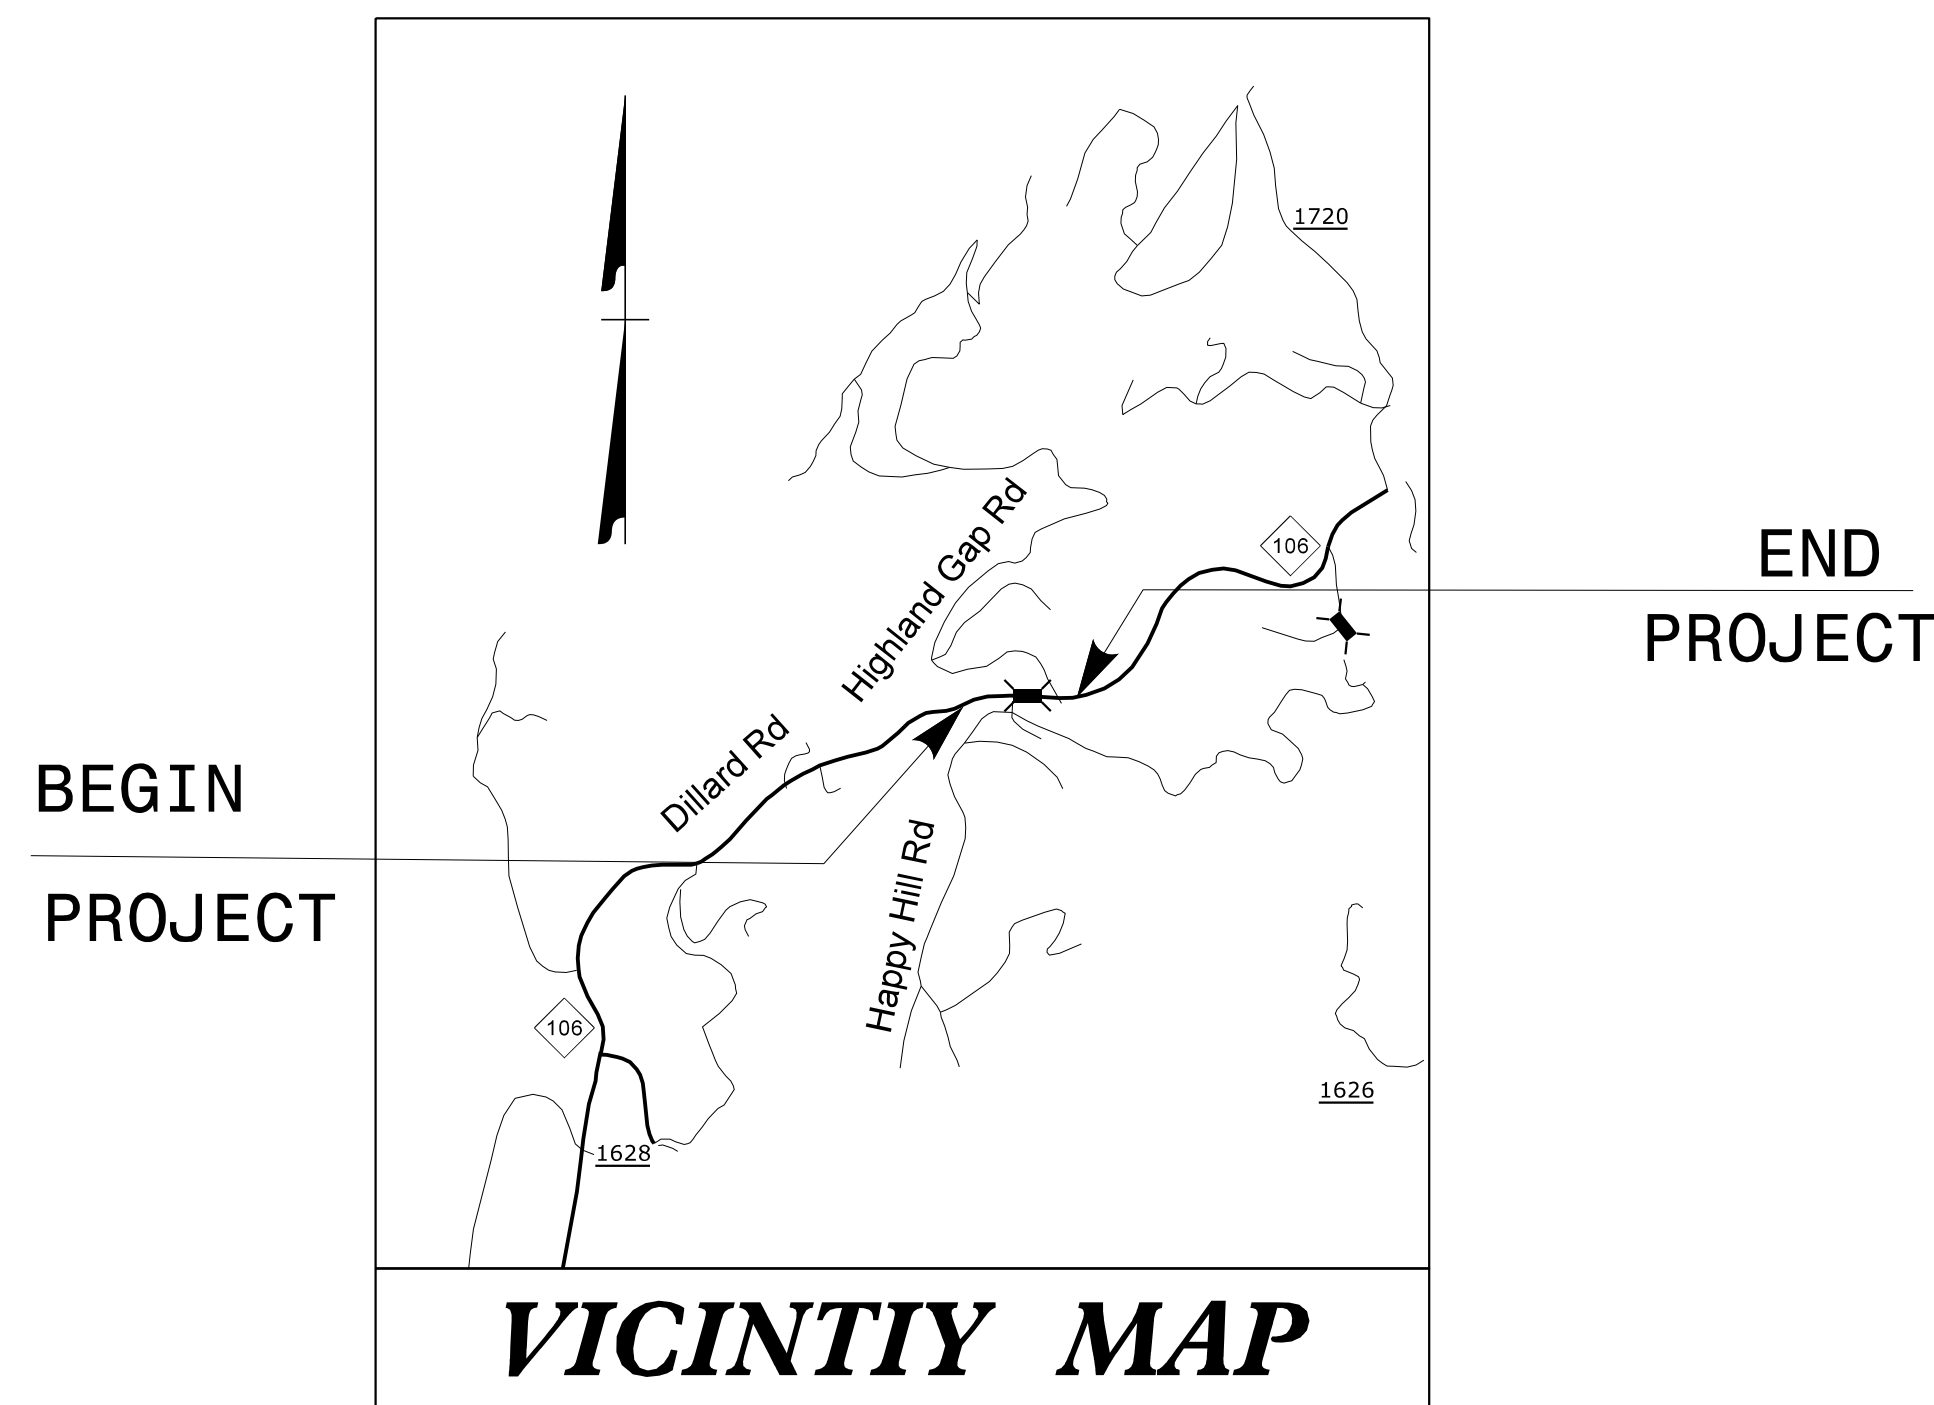 1720
Highland Gap Rd
106
END
PROJECT
Dillard Rd
BEGIN
PROJECT
Happy Hill Rd
106
1626
1628
VICINTIY MAP